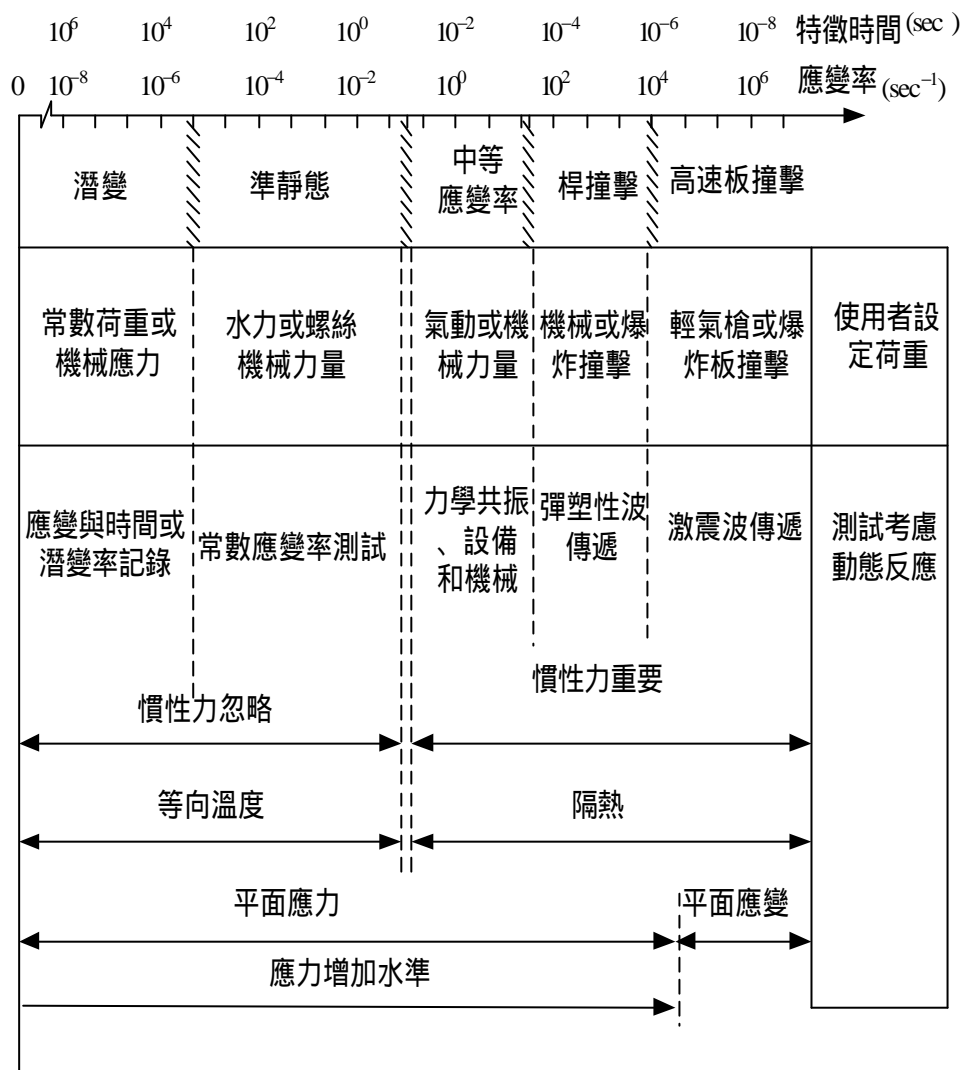 10⁶ 10⁴ 10² 10⁰ 10⁻² 10⁻⁴ 10⁻⁶ 10⁻⁸ 特徵時間(sec )
0 10⁻⁸ 10⁻⁶ 10⁻⁴ 10⁻² 10⁰ 10² 10⁴ 10⁶ 應變率(sec⁻¹)
潛變
準靜態
中等
應變率
桿撞擊
高速板撞擊
常數荷重或
機械應力
水力或螺絲
機械力量
氣動或機
械力量
機械或爆
炸撞擊
輕氣槍或爆
炸板撞擊
使用者設
定荷重
應變與時間或
潛變率記錄
常數應變率測試
力學共振
、設備
和機械
彈塑性波
傳遞
激震波傳遞
測試考慮
動態反應
慣性力忽略
慣性力重要
等向溫度
隔熱
平面應力
平面應變
應力增加水準